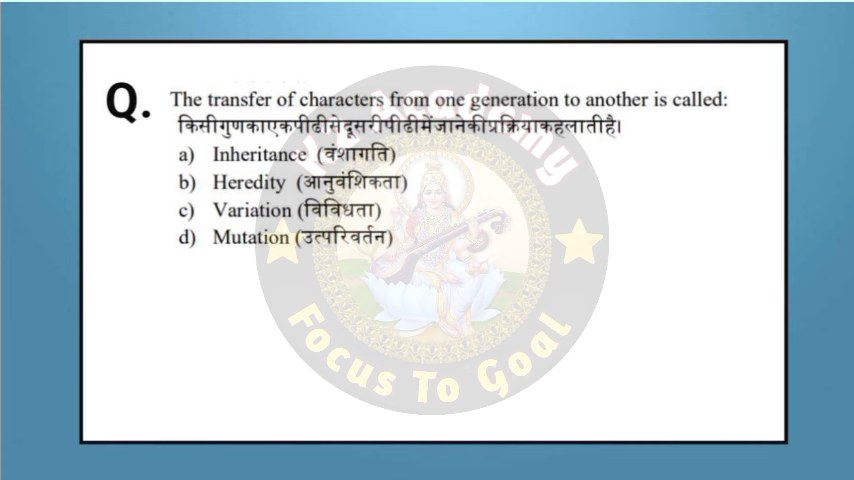 Q. The transfer of characters from one generation to another is called:
किसीगुणकाएकपीढीसेदूसरीपीढीमेंजानेकीप्रक्रियाकहलातीहै।
a) Inheritance (वंशागति)
b) Heredity (आनुवंशिकता)
c) Variation (विविधता)
d) Mutation (उत्परिवर्तन)
Academy
Focus To Goal